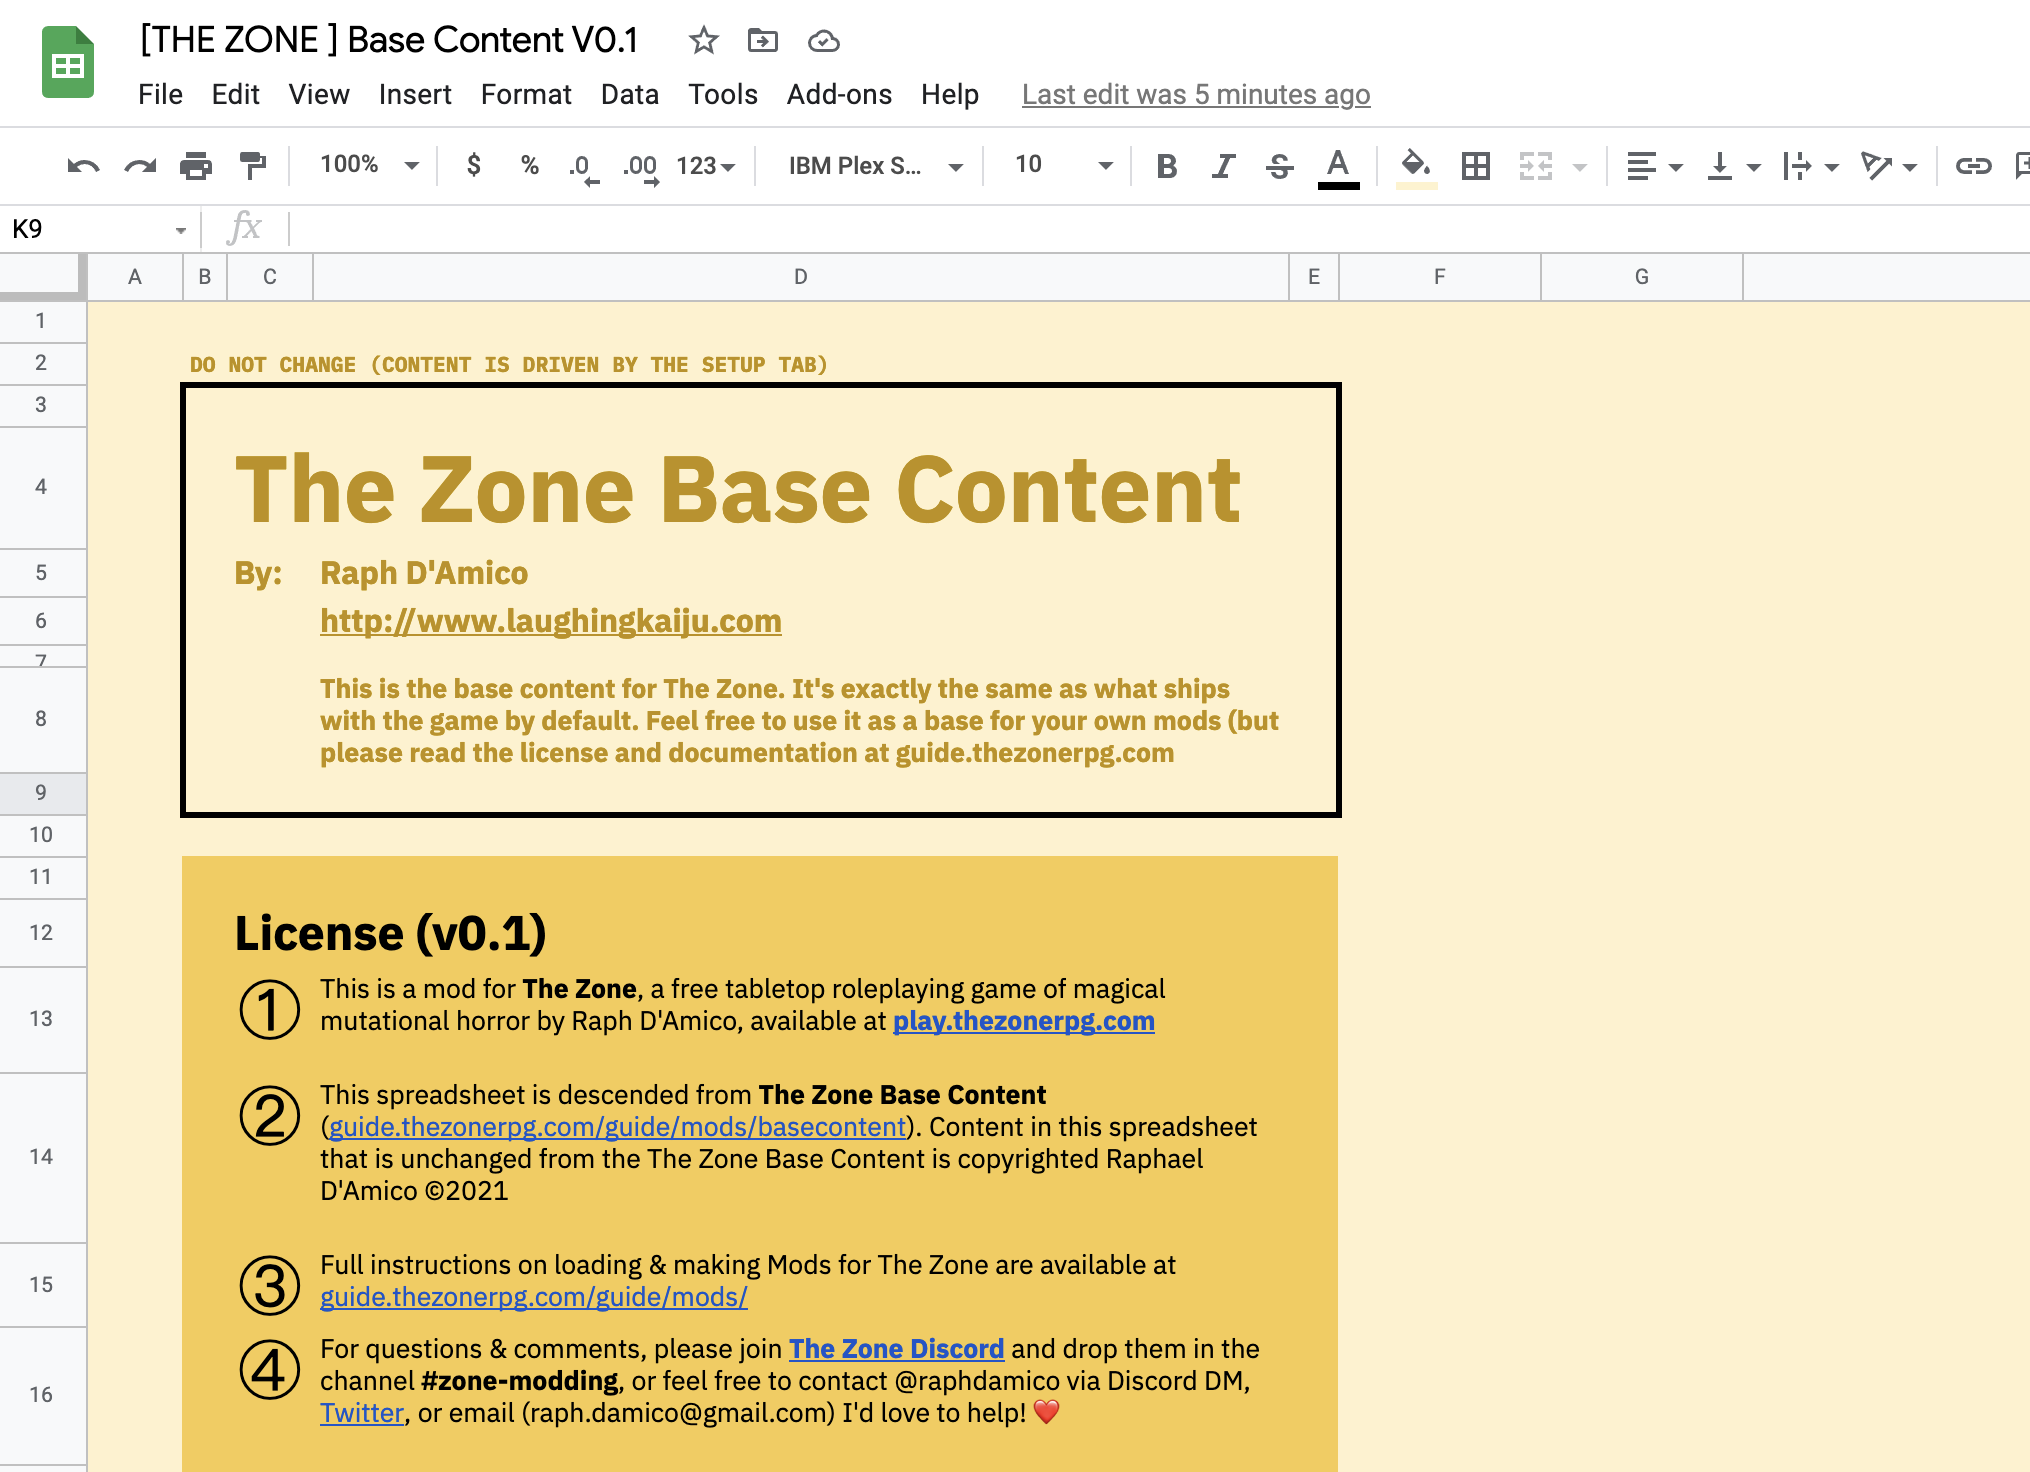 [THE ZONE ] Base Content V0.1
File Edit View Insert Format Data Tools Add-ons Help Last edit was 5 minutes ago
100% $ % .0 .00 123 IBM Plex S... 10 B I S A
K9 fx
A B C D E F G
1
2 DO NOT CHANGE (CONTENT IS DRIVEN BY THE SETUP TAB)
3
4 The Zone Base Content
5 By: Raph D'Amico
6 http://www.laughingkaiju.com
7
This is the base content for The Zone. It's exactly the same as what ships
8 with the game by default. Feel free to use it as a base for your own mods (but
please read the license and documentation at guide.thezonerpg.com
9
10
11
12 License (v0.1)
① This is a mod for The Zone, a free tabletop roleplaying game of magical
13 mutational horror by Raph D'Amico, available at play.thezonerpg.com
② This spreadsheet is descended from The Zone Base Content
(guide.thezonerpg.com/guide/mods/basecontent). Content in this spreadsheet
14 that is unchanged from the The Zone Base Content is copyrighted Raphael
D'Amico ©2021
③ Full instructions on loading & making Mods for The Zone are available at
15 guide.thezonerpg.com/guide/mods/
④ For questions & comments, please join The Zone Discord and drop them in the
16 channel #zone-modding, or feel free to contact @raphdamico via Discord DM,
Twitter, or email (raph.damico@gmail.com) I'd love to help! ❤️